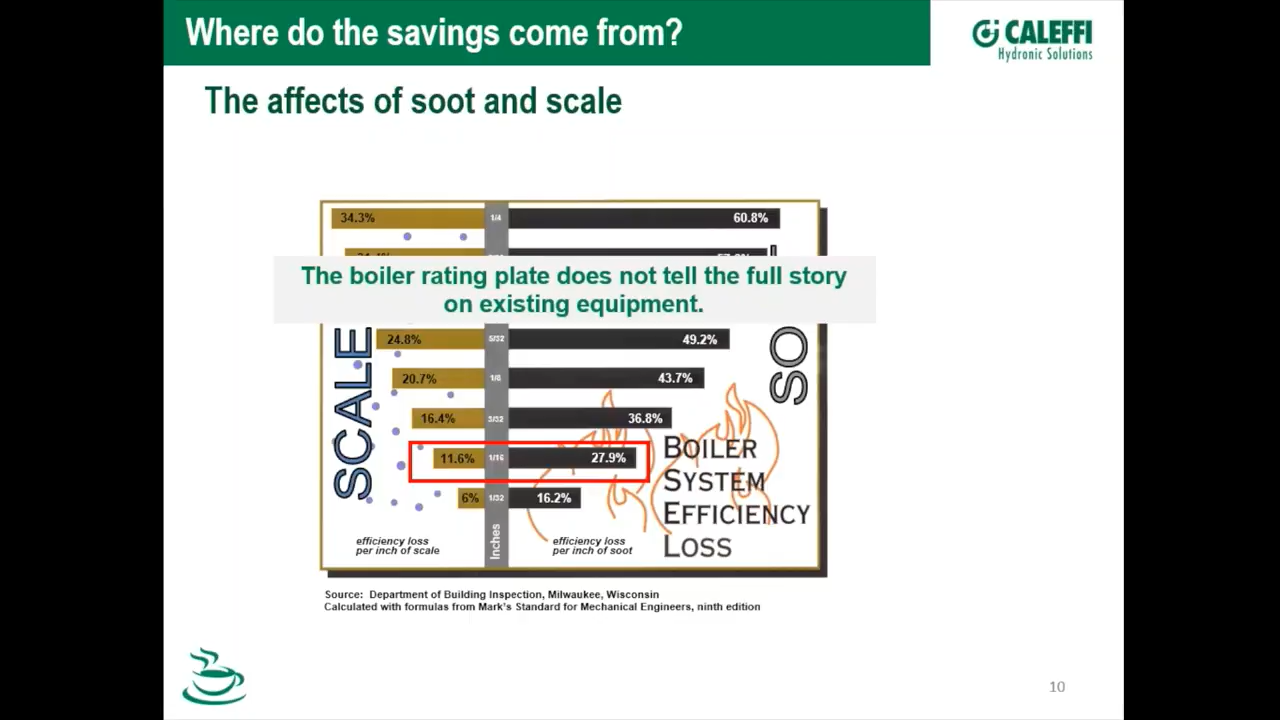 Where do the savings come from?
CALEFFI
Hydronic Solutions
The affects of soot and scale
34.3% 1/4 60.8%
The boiler rating plate does not tell the full story
on existing equipment.
24.8% 5/32 49.2%
20.7% 1/8 43.7%
16.4% 3/32 36.8%
11.6% 1/16 27.9%
6% 1/32 16.2%
SCALE
SO
BOILER
SYSTEM
EFFICIENCY
LOSS
Inches
efficiency loss
per inch of scale
efficiency loss
per inch of soot
Source: Department of Building Inspection, Milwaukee, Wisconsin
Calculated with formulas from Mark's Standard for Mechanical Engineers, ninth edition
10